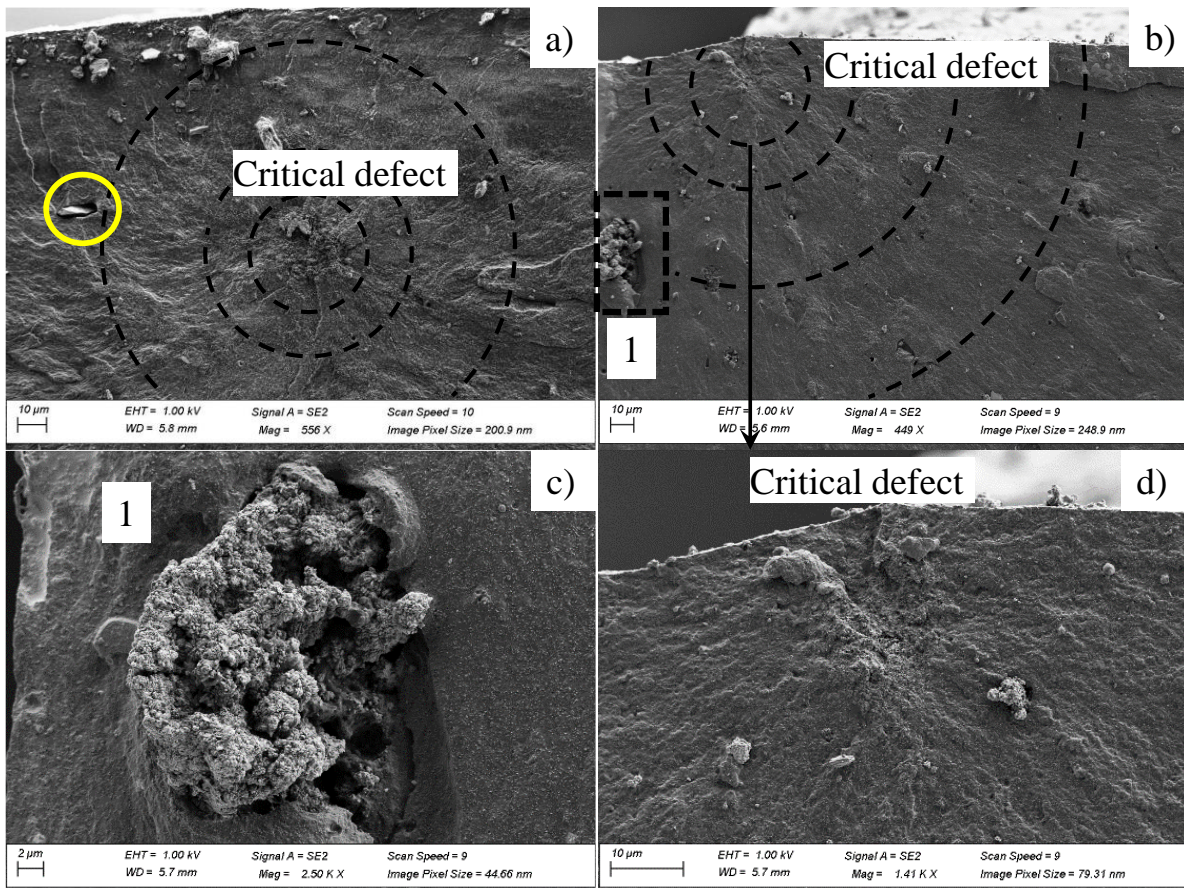 a)
Critical defect
10 µm
EHT = 1.00 kV
Signal A = SE2
Scan Speed = 10
WD = 5.8 mm
Mag = 556 X
Image Pixel Size = 200.9 nm
b)
Critical defect
1
10 µm
EHT = 1.00 kV
Signal A = SE2
Scan Speed = 9
WD = 5.6 mm
Mag = 449 X
Image Pixel Size = 248.9 nm
c)
1
2 µm
EHT = 1.00 kV
Signal A = SE2
Scan Speed = 9
WD = 5.7 mm
Mag = 2.50 K X
Image Pixel Size = 44.66 nm
Critical defect
d)
10 µm
EHT = 1.00 kV
Signal A = SE2
Scan Speed = 9
WD = 5.7 mm
Mag = 1.41 K X
Image Pixel Size = 79.31 nm